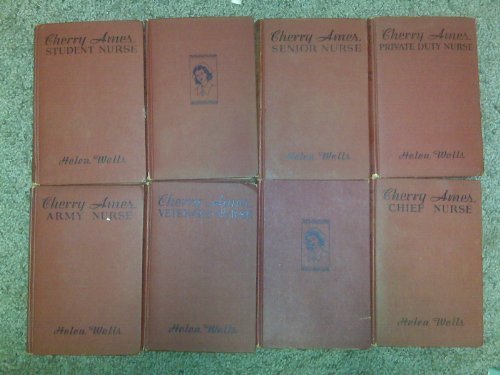 Cherry Ames,
STUDENT NURSE
Helen Wells
Cherry Ames,
SENIOR NURSE
Helen Wells
Cherry Ames,
PRIVATE DUTY NURSE
Helen Wells
Cherry Ames,
ARMY NURSE
Helen Wells
Cherry Ames,
VETERANS' NURSE
Helen Wells
Cherry Ames,
CHIEF NURSE
Helen Wells